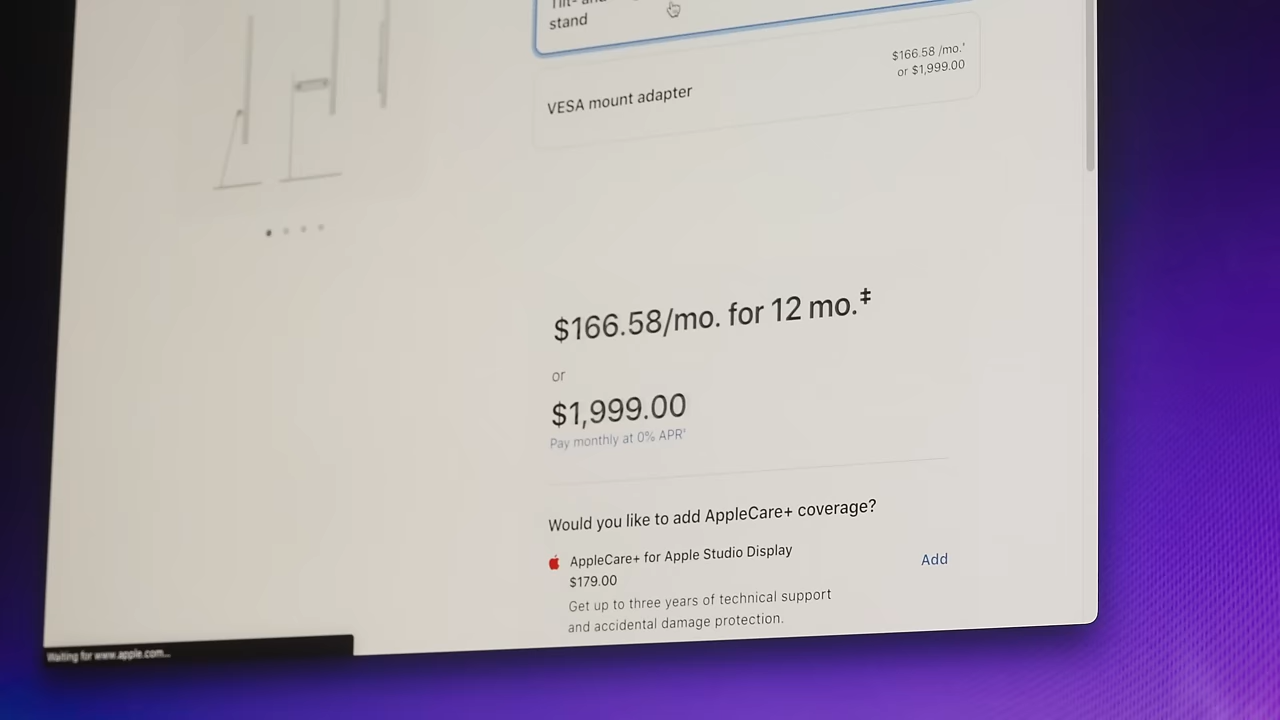 stand
$166.58 /mo.¹
or $1,999.00
VESA mount adapter
$166.58/mo. for 12 mo.‡
or
$1,999.00
Pay monthly at 0% APR¹
Would you like to add AppleCare+ coverage?
AppleCare+ for Apple Studio Display
$179.00
Add
Get up to three years of technical support
and accidental damage protection.
Waiting for www.apple.com...